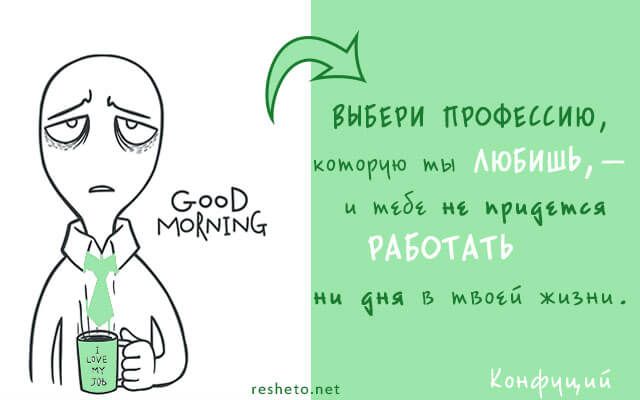 GOOD
MORNING
I
LOVE
MY
JOB
ВЫБЕРИ ПРОФЕССИЮ,
которую ты ЛЮБИШЬ, —
и тебе не придется
РАБОТАТЬ
ни дня в твоей жизни.
Конфуций
resheto.net